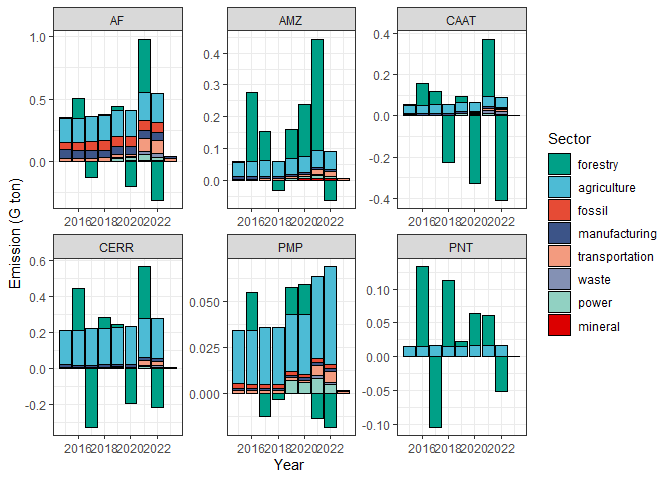 AF
AMZ
CAAT
1.0
0.5
0.0
0.4
0.3
0.2
0.1
0.0
0.4
0.2
0.0
-0.2
-0.4
2016 2018 2020 2022
2016 2018 2020 2022
2016 2018 2020 2022
CERR
PMP
PNT
0.6
0.4
0.2
0.0
-0.2
0.050
0.025
0.000
0.10
0.05
0.00
-0.05
-0.10
2016 2018 2020 2022
2016 2018 2020 2022
2016 2018 2020 2022
Emission (G ton)
Year
Sector
forestry
agriculture
fossil
manufacturing
transportation
waste
power
mineral